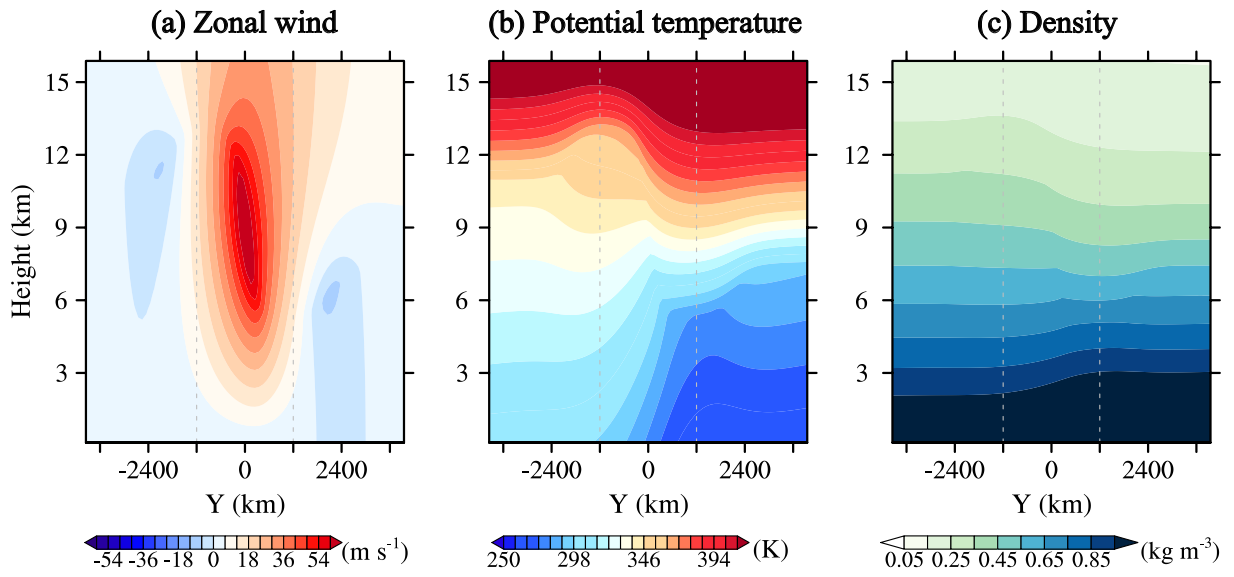 (a) Zonal wind
(b) Potential temperature
(c) Density
15
12
9
6
3
Height (km)
-2400
0
2400
Y (km)
15
12
9
6
3
-2400
0
2400
Y (km)
15
12
9
6
3
-2400
0
2400
Y (km)
-54 -36 -18 0 18 36 54 (m s⁻¹)
250 298 346 394 (K)
0.05 0.25 0.45 0.65 0.85 (kg m⁻³)